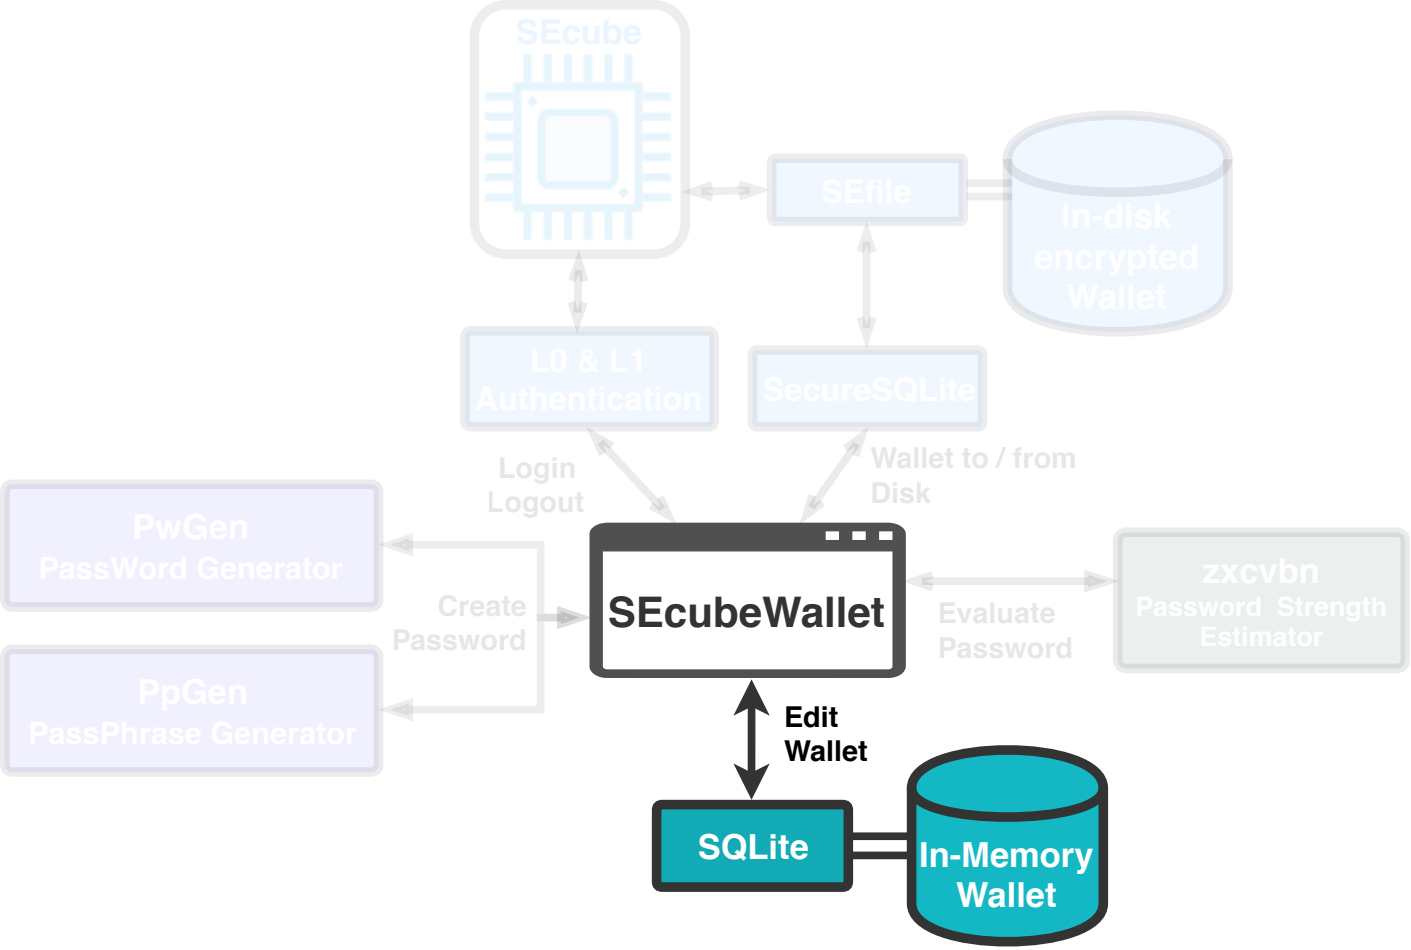 SEcube
SEfile
In-disk
encrypted
Wallet
L0 & L1
Authentication
SecureSQLite
Login
Logout
Wallet to / from
Disk
PwGen
PassWord Generator
Create
Password
PpGen
PassPhrase Generator
SEcubeWallet
Evaluate
Password
zxcvbn
Password Strength
Estimator
Edit
Wallet
SQLite
In-Memory
Wallet